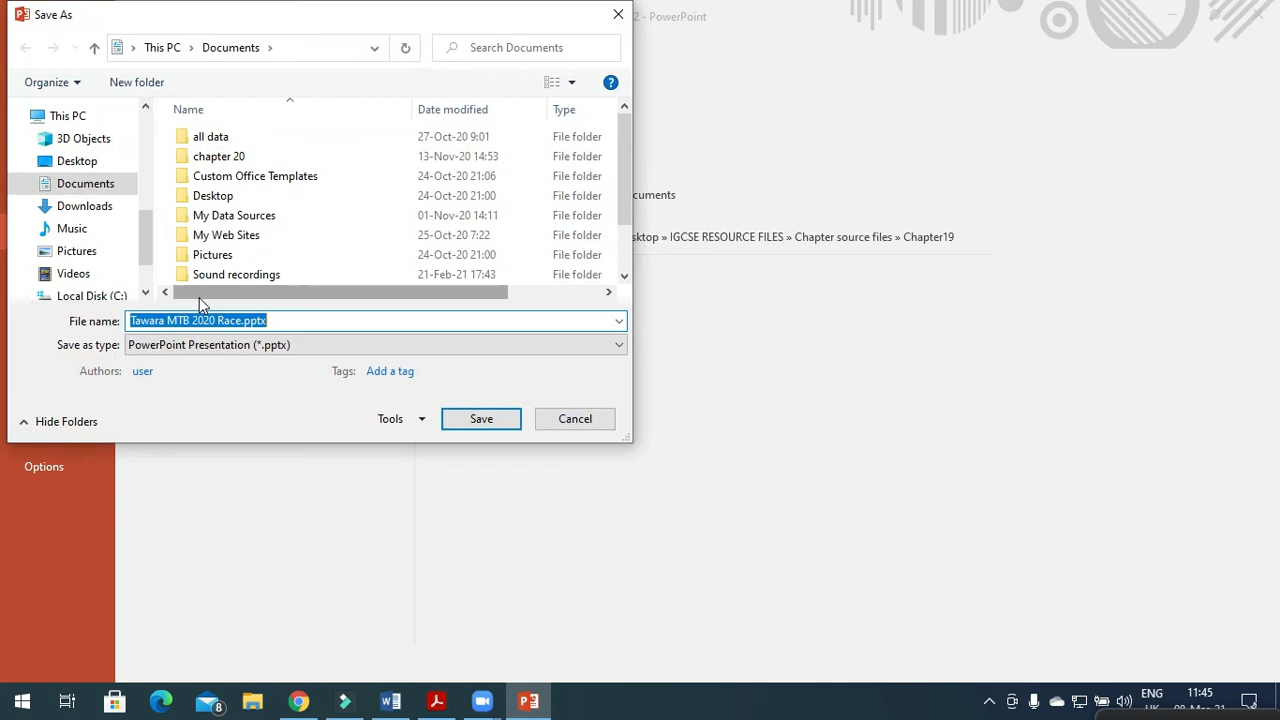 Save As
2 - PowerPoint
This PC
Documents
Search Documents
Organize
New folder
Name
Date modified
Type
This PC
3D Objects
Desktop
Documents
Downloads
Music
Pictures
Videos
Local Disk (C:)
all data 27-Oct-20 9:01 File folder
chapter 20 13-Nov-20 14:53 File folder
Custom Office Templates 24-Oct-20 21:06 File folder
Desktop 24-Oct-20 21:00 File folder
My Data Sources 01-Nov-20 14:11 File folder
My Web Sites 25-Oct-20 7:22 File folder
Pictures 24-Oct-20 21:00 File folder
Sound recordings 21-Feb-21 17:43 File folder
cuments
sktop » IGCSE RESOURCE FILES » Chapter source files » Chapter19
File name: Tawara MTB 2020 Race.pptx
Save as type: PowerPoint Presentation (*.pptx)
Authors: user
Tags: Add a tag
Hide Folders
Tools
Save
Cancel
Options
8
ENG
11:45